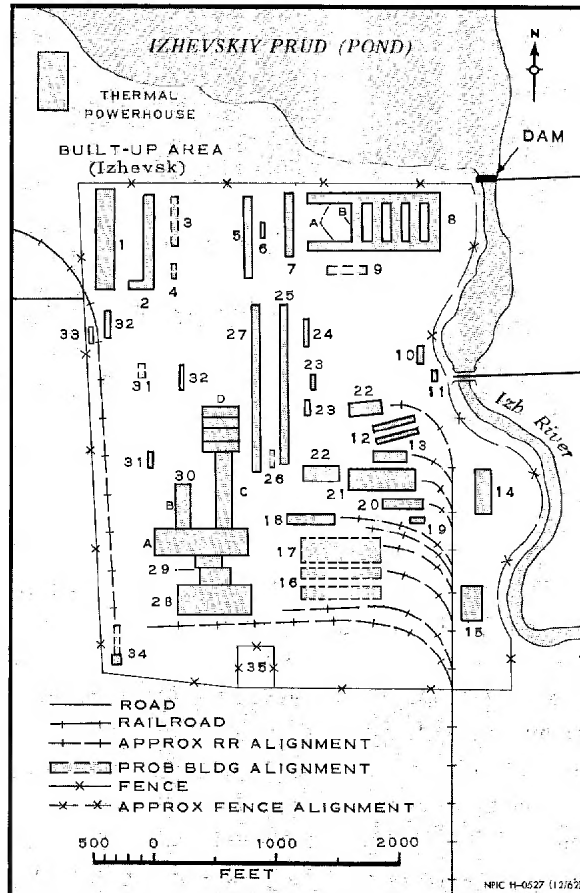 IZHEVSKIY PRUD (POND)
N
THERMAL
POWERHOUSE
DAM
BUILT-UP AREA
(Izhevsk)
1
2
3
4
5
6
7
A
B
8
9
25
27
24
33
32
10
23
11
31
32
22
Izh River
D
23
12
13
31
26
22
30
C
21
14
B
20
18
19
A
17
29
16
28
15
34
35
ROAD
RAILROAD
APPROX RR ALIGNMENT
PROB BLDG ALIGNMENT
FENCE
APPROX FENCE ALIGNMENT
500 0 1000 2000
FEET
NPIC H-0527 (12/62)